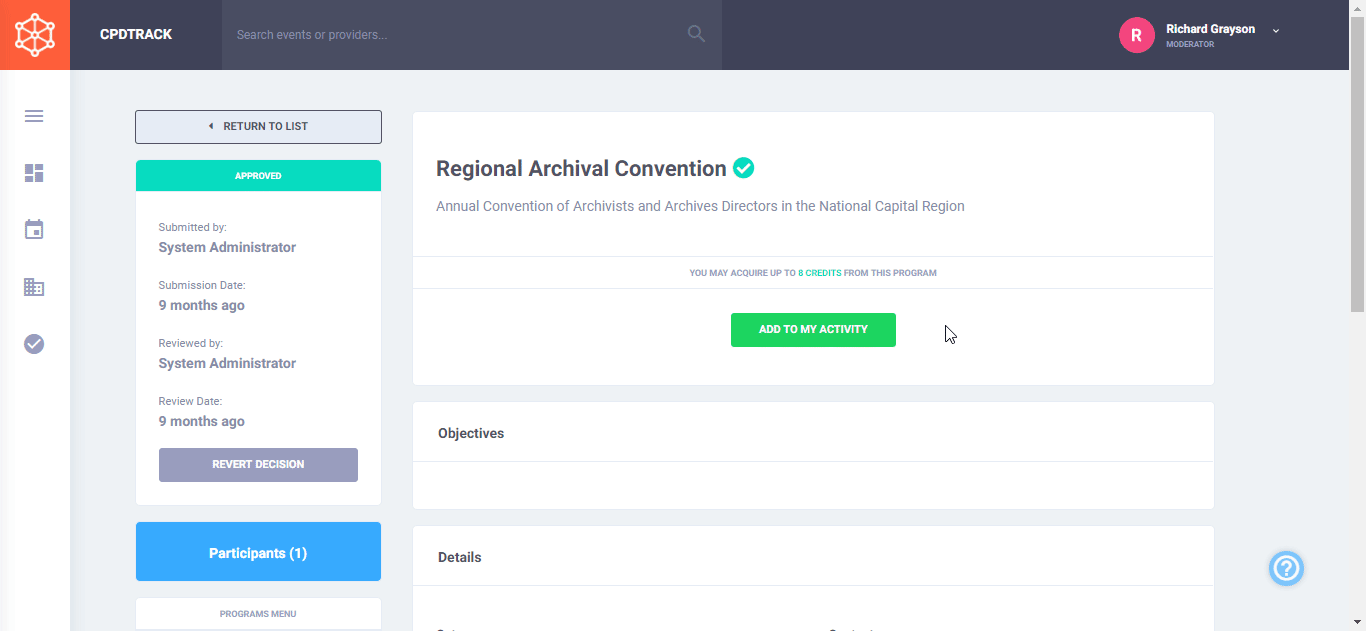 CPDTRACK
Search events or providers...
R
Richard Grayson
MODERATOR
RETURN TO LIST
APPROVED
Submitted by:
System Administrator
Submission Date:
9 months ago
Reviewed by:
System Administrator
Review Date:
9 months ago
REVERT DECISION
Participants (1)
PROGRAMS MENU
Regional Archival Convention
Annual Convention of Archivists and Archives Directors in the National Capital Region
YOU MAY ACQUIRE UP TO 8 CREDITS FROM THIS PROGRAM
ADD TO MY ACTIVITY
Objectives
Details